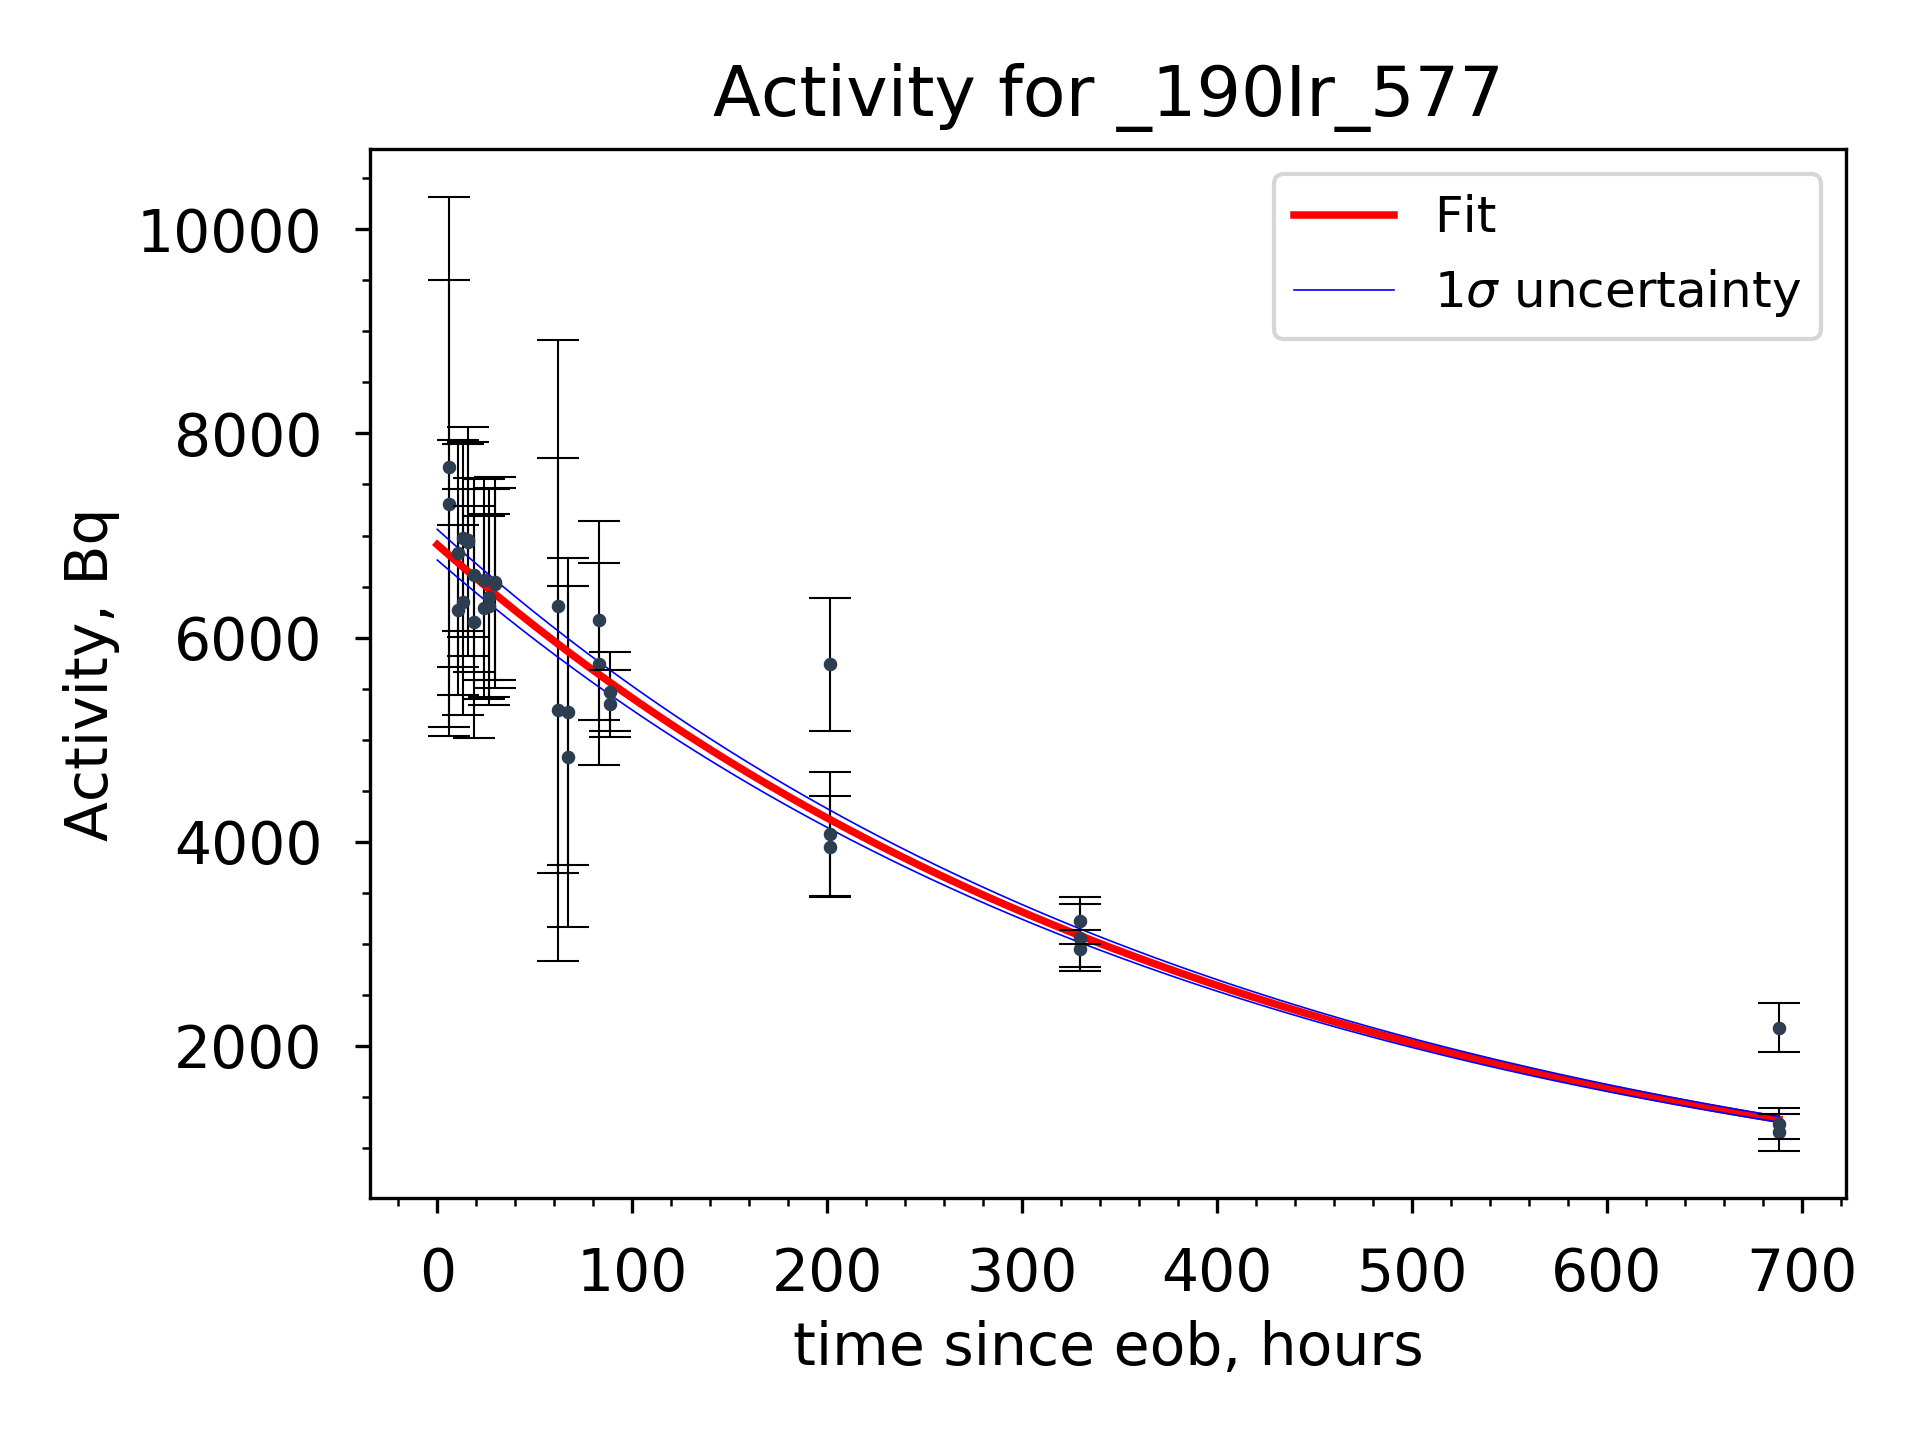 Activity for _190Ir_577
Fit
1σ uncertainty
10000
8000
6000
4000
2000
Activity, Bq
0 100 200 300 400 500 600 700
time since eob, hours